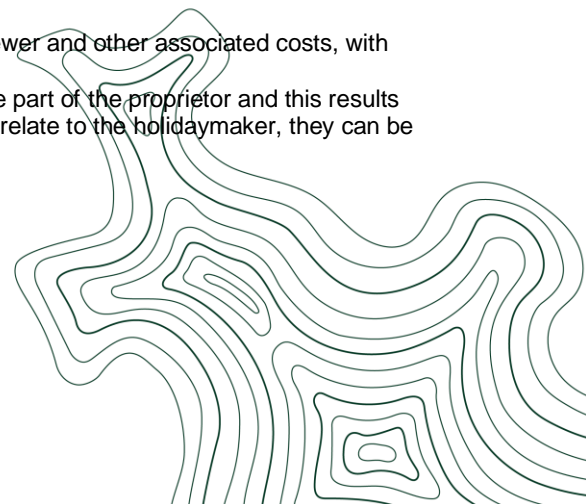 and other associated costs, with
part of the proprietor and this results
relate to the holidaymaker, they can be